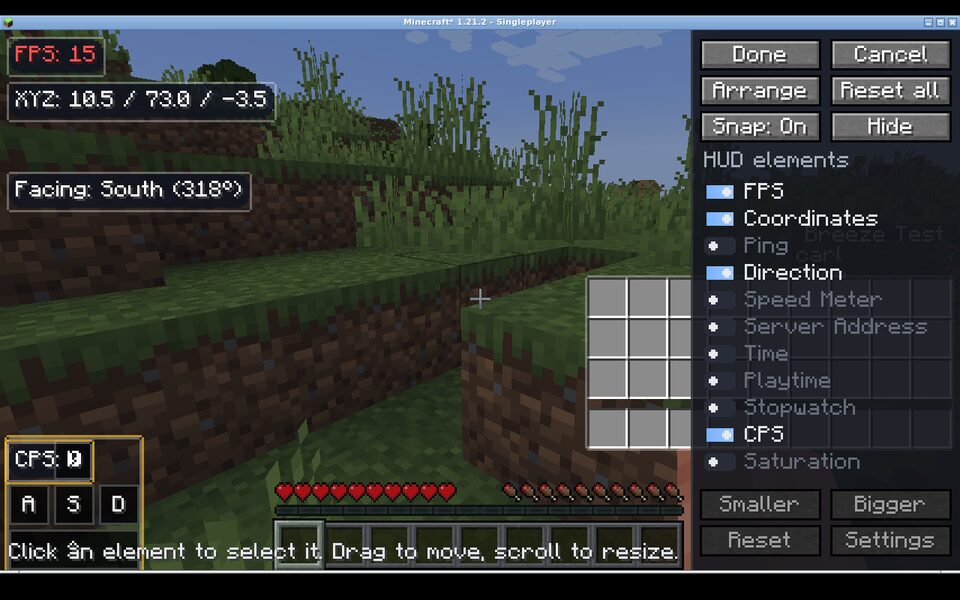 Minecraft* 1.21.2 - Singleplayer
FPS: 15
XYZ: 10.5 / 73.0 / -3.5
Facing: South (318°)
Done
Cancel
Arrange
Reset all
Snap: On
Hide
HUD elements
FPS
Coordinates
Ping
Breeze Test
Direction
Speed Meter
Server Address
Time
Playtime
Stopwatch
CPS
Saturation
Smaller
Bigger
Reset
Settings
CPS: 0
A S D
Click an element to select it. Drag to move, scroll to resize.